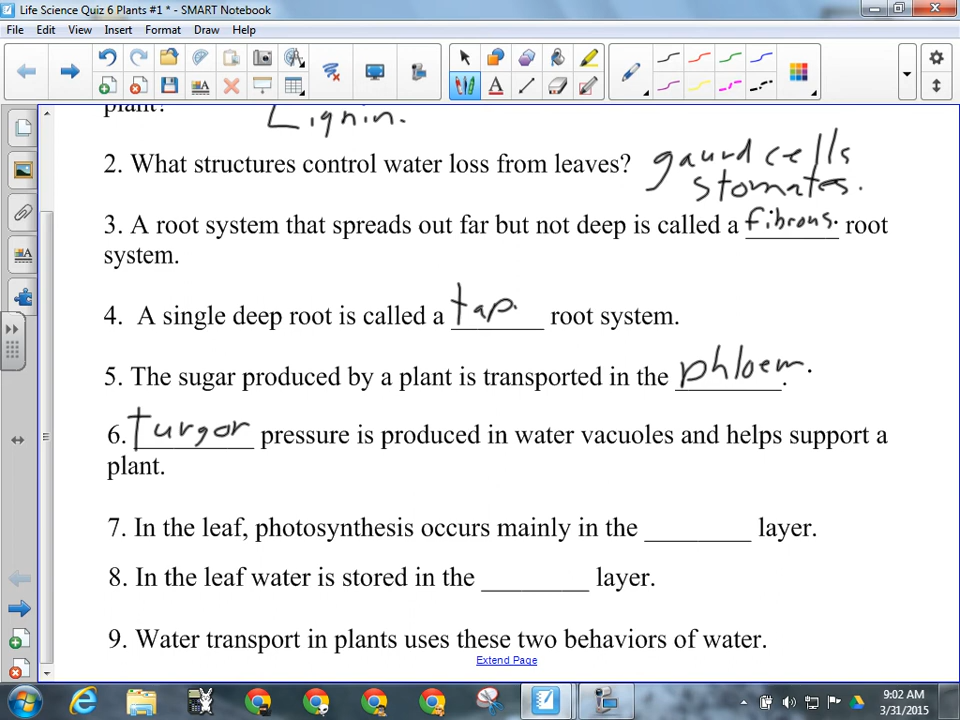 Life Science Quiz 6 Plants #1 * - SMART Notebook
File Edit View Insert Format Draw Help
plant? Lignin.
2. What structures control water loss from leaves? gaurd cells
stomates.
3. A root system that spreads out far but not deep is called a fibrous. root
system.
4. A single deep root is called a tap. root system.
5. The sugar produced by a plant is transported in the phloem.
6. turgor pressure is produced in water vacuoles and helps support a
plant.
7. In the leaf, photosynthesis occurs mainly in the ________ layer.
8. In the leaf water is stored in the ________ layer.
9. Water transport in plants uses these two behaviors of water.
Extend Page
9:02 AM
3/31/2015